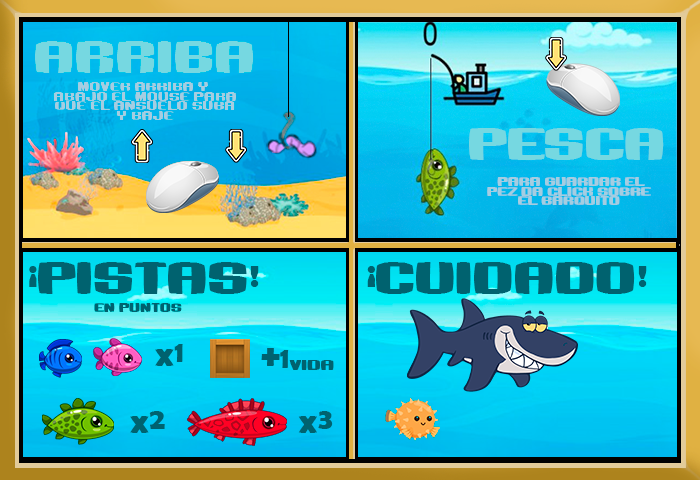 ARRIBA
MOVER ARRIBA Y
ABAJO EL MOUSE PARA
QUE EL ANSUELO SUBA
Y BAJE
0
PESCA
PARA GUARDAR EL
PEZ DA CLICK SOBRE
EL BARQUITO
¡PISTAS!
EN PUNTOS
x1
+1VIDA
x2
x3
¡CUIDADO!